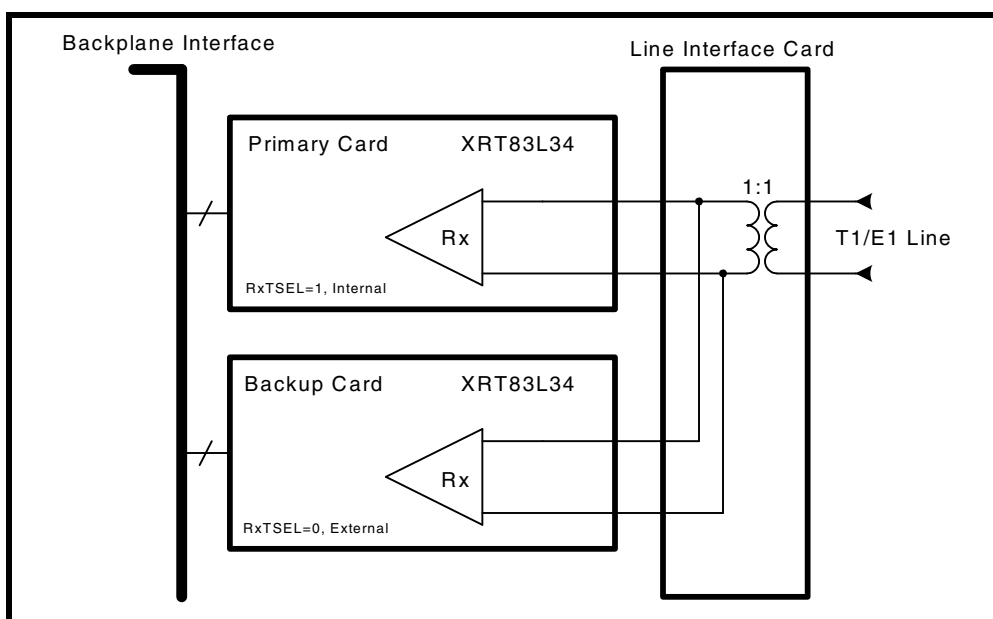 Backplane Interface
Line Interface Card
Primary Card XRT83L34
1:1
Rx
T1/E1 Line
RxTSEL=1, Internal
Backup Card XRT83L34
Rx
RxTSEL=0, External